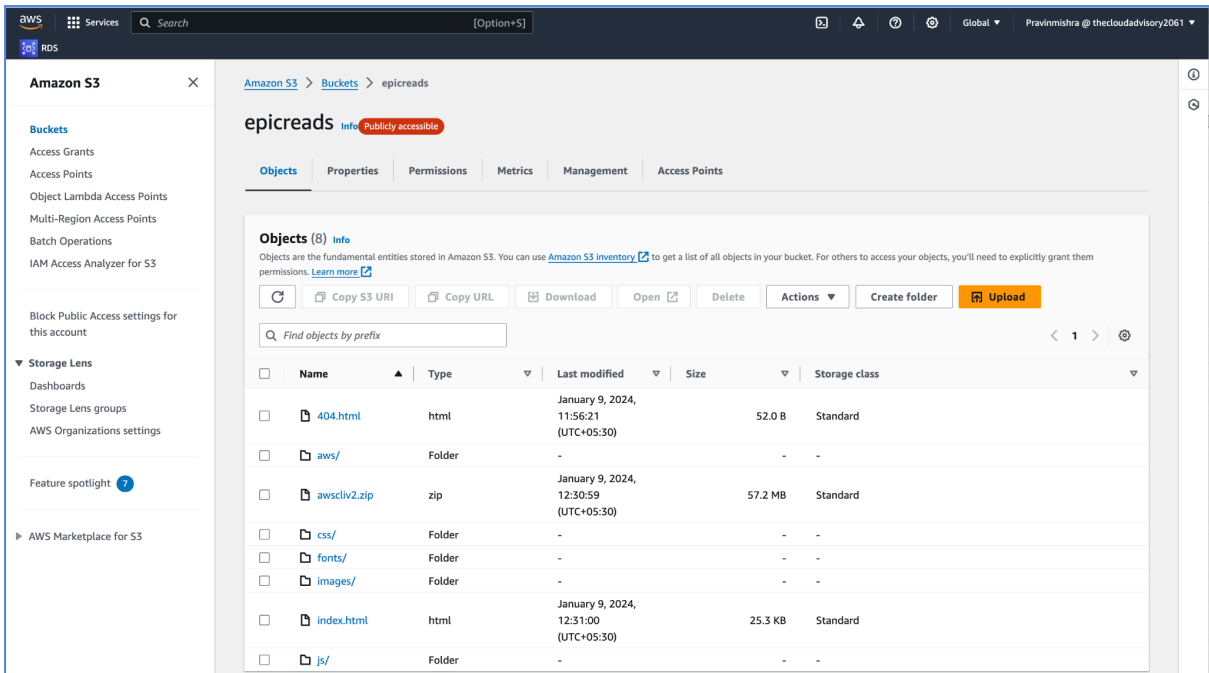 aws Services Search [Option+S] Global ▼ Pravinmishra @ thecloudadvisory2061 ▼
RDS
Amazon S3
Buckets
Access Grants
Access Points
Object Lambda Access Points
Multi-Region Access Points
Batch Operations
IAM Access Analyzer for S3
Block Public Access settings for
this account
▼ Storage Lens
Dashboards
Storage Lens groups
AWS Organizations settings
Feature spotlight 7
▶ AWS Marketplace for S3
Amazon S3 > Buckets > epicreads
epicreads Info Publicly accessible
Objects Properties Permissions Metrics Management Access Points
Objects (8) Info
Objects are the fundamental entities stored in Amazon S3. You can use Amazon S3 inventory to get a list of all objects in your bucket. For others to access your objects, you'll need to explicitly grant them
permissions. Learn more
Copy S3 URI Copy URL Download Open Delete Actions ▼ Create folder Upload
Find objects by prefix < 1 >
Name ▲ Type ▽ Last modified ▽ Size ▽ Storage class ▽
404.html html January 9, 2024,
11:56:21
(UTC+05:30) 52.0 B Standard
aws/ Folder - - -
awscliv2.zip zip January 9, 2024,
12:30:59
(UTC+05:30) 57.2 MB Standard
css/ Folder - - -
fonts/ Folder - - -
images/ Folder - - -
index.html html January 9, 2024,
12:31:00
(UTC+05:30) 25.3 KB Standard
js/ Folder - - -